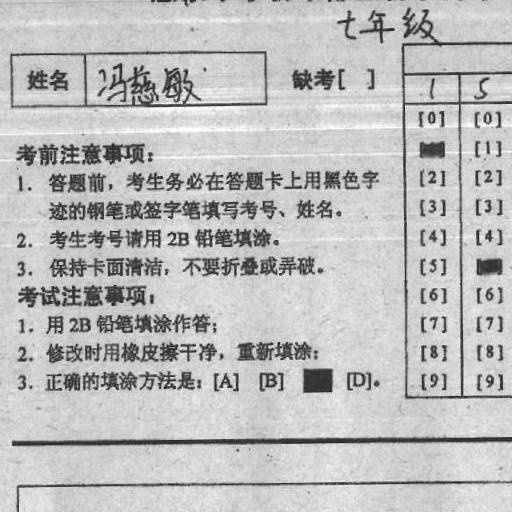 七年级
姓名 冯慈敏 缺考[ ]
1 5
[0] [0]
[1]
考前注意事项：
1. 答题前，考生务必在答题卡上用黑色字 [2] [2]
迹的钢笔或签字笔填写考号、姓名。 [3] [3]
2. 考生考号请用 2B 铅笔填涂。 [4] [4]
3. 保持卡面清洁，不要折叠或弄破。 [5]
考试注意事项： [6] [6]
1. 用 2B 铅笔填涂作答； [7] [7]
2. 修改时用橡皮擦干净，重新填涂； [8] [8]
3. 正确的填涂方法是：[A] [B] [D]。 [9] [9]